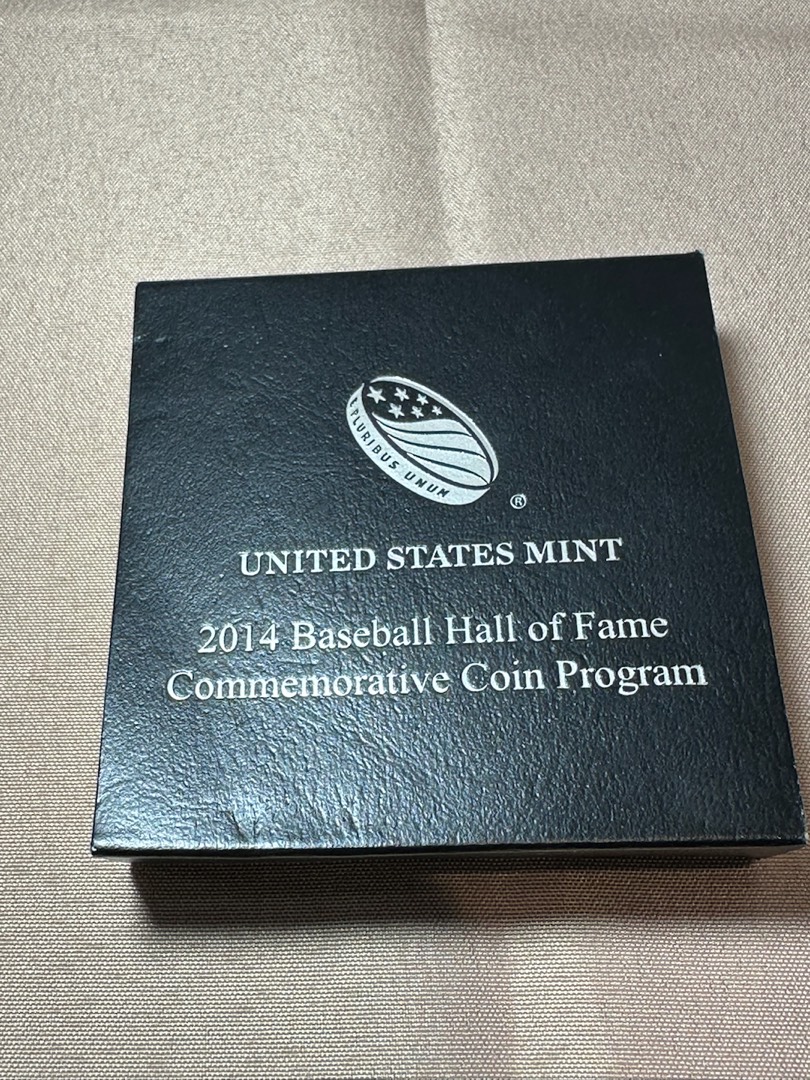 E PLURIBUS UNUM
®
UNITED STATES MINT
2014 Baseball Hall of Fame
Commemorative Coin Program